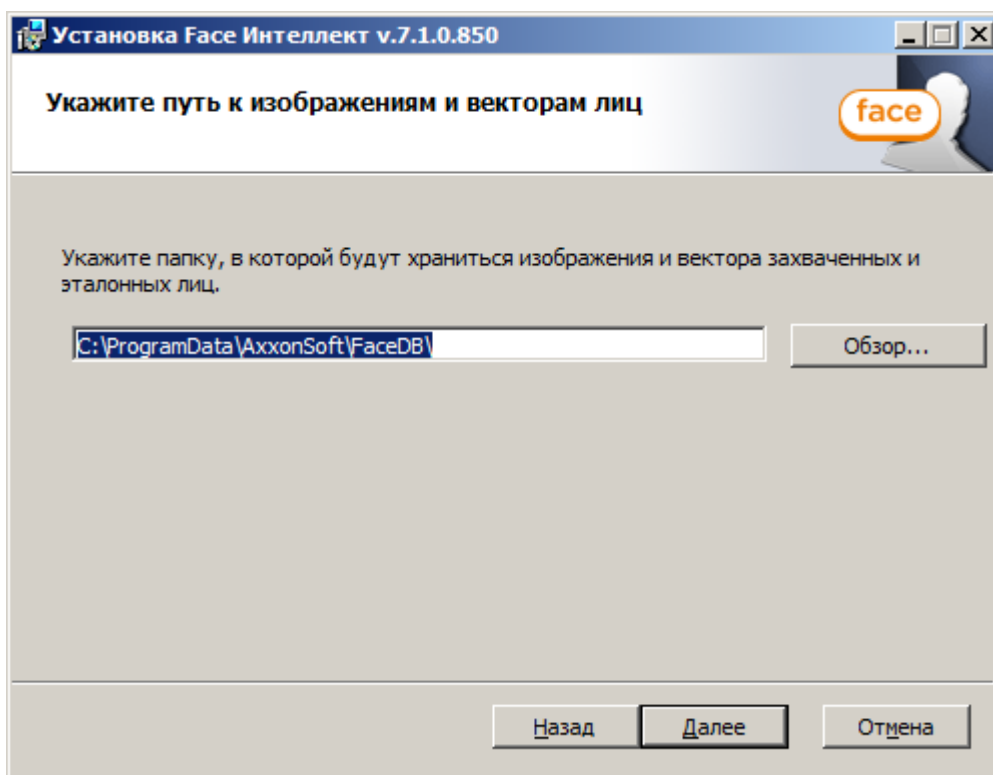 Установка Face Интеллект v.7.1.0.850
Укажите путь к изображениям и векторам лиц
face
Укажите папку, в которой будут храниться изображения и вектора захваченных и
эталонных лиц.
C:\ProgramData\AxxonSoft\FaceDB\
Обзор...
Назад
Далее
Отмена